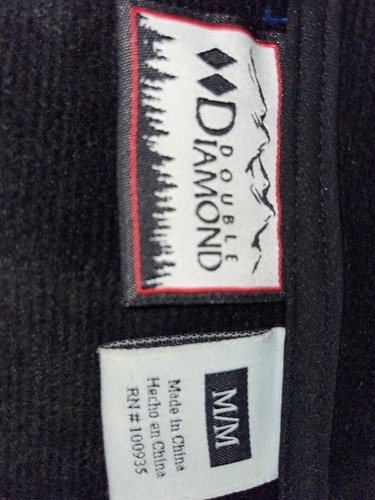 DOUBLE
DIAMOND
M/M
Made in China
Hecho en China
RN # 100935